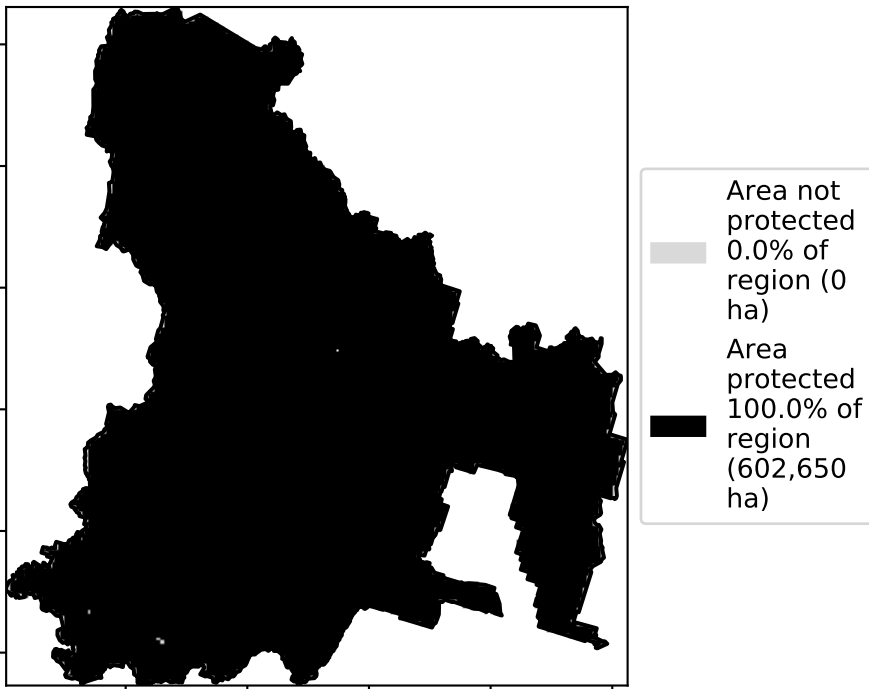 Area not
protected
0.0% of
region (0
ha)
Area
protected
100.0% of
region
(602,650
ha)